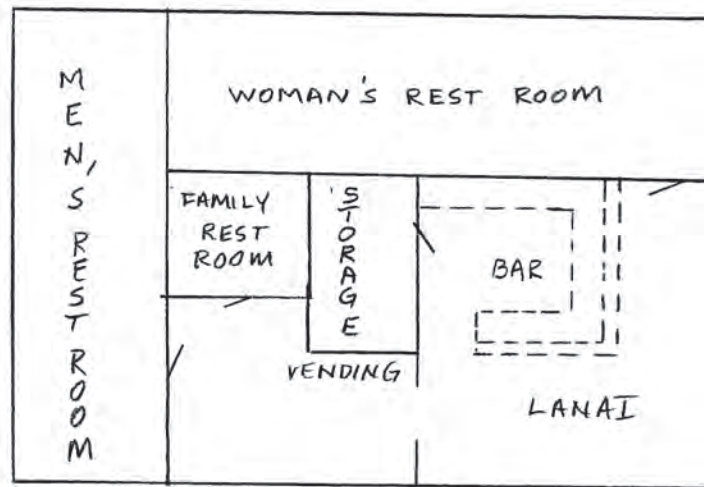 MEN'S REST ROOM
WOMAN'S REST ROOM
FAMILY
REST
ROOM
STORAGE
BAR
VENDING
LANAI